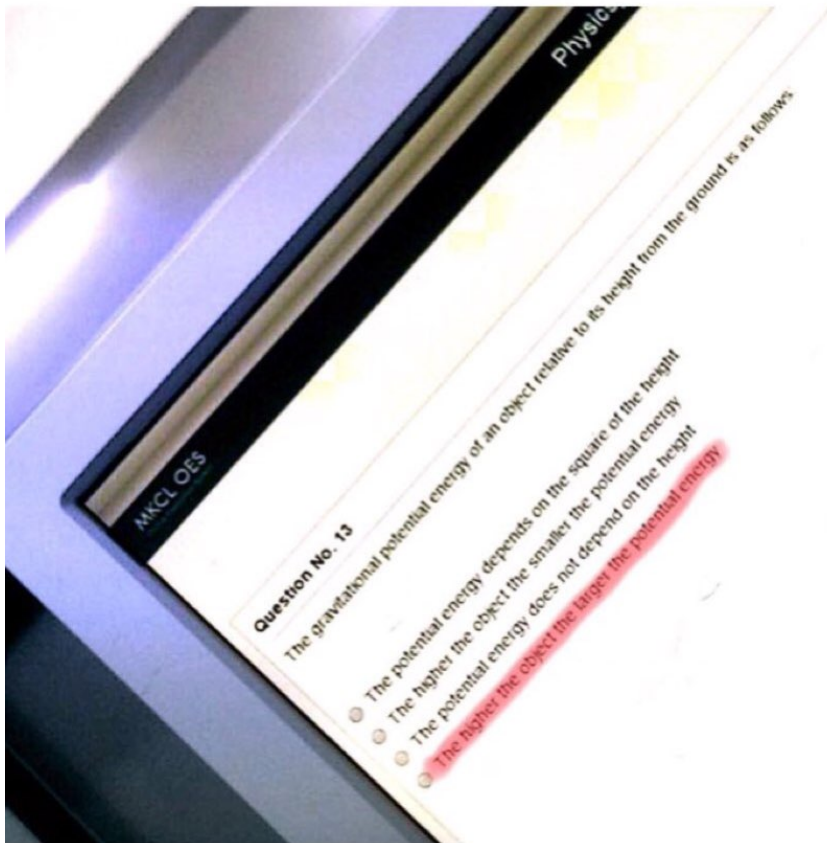 Physics
MKCL OES
Question No. 13
The gravitational potential energy of an object relative to its height from the ground is as follows
The potential energy depends on the square of the height
The higher the object the smaller the potential energy
The potential energy does not depend on the height
The higher the object the larger the potential energy